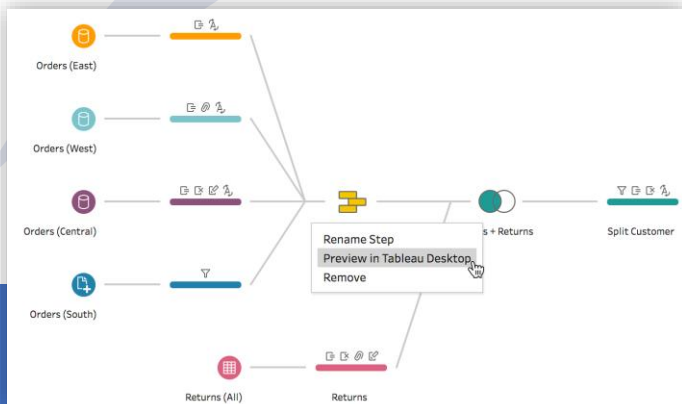 Orders (East)
Orders (West)
Orders (Central)
Orders (South)
Rename Step
Preview in Tableau Desktop
Remove
s + Returns
Split Customer
Returns (All)
Returns